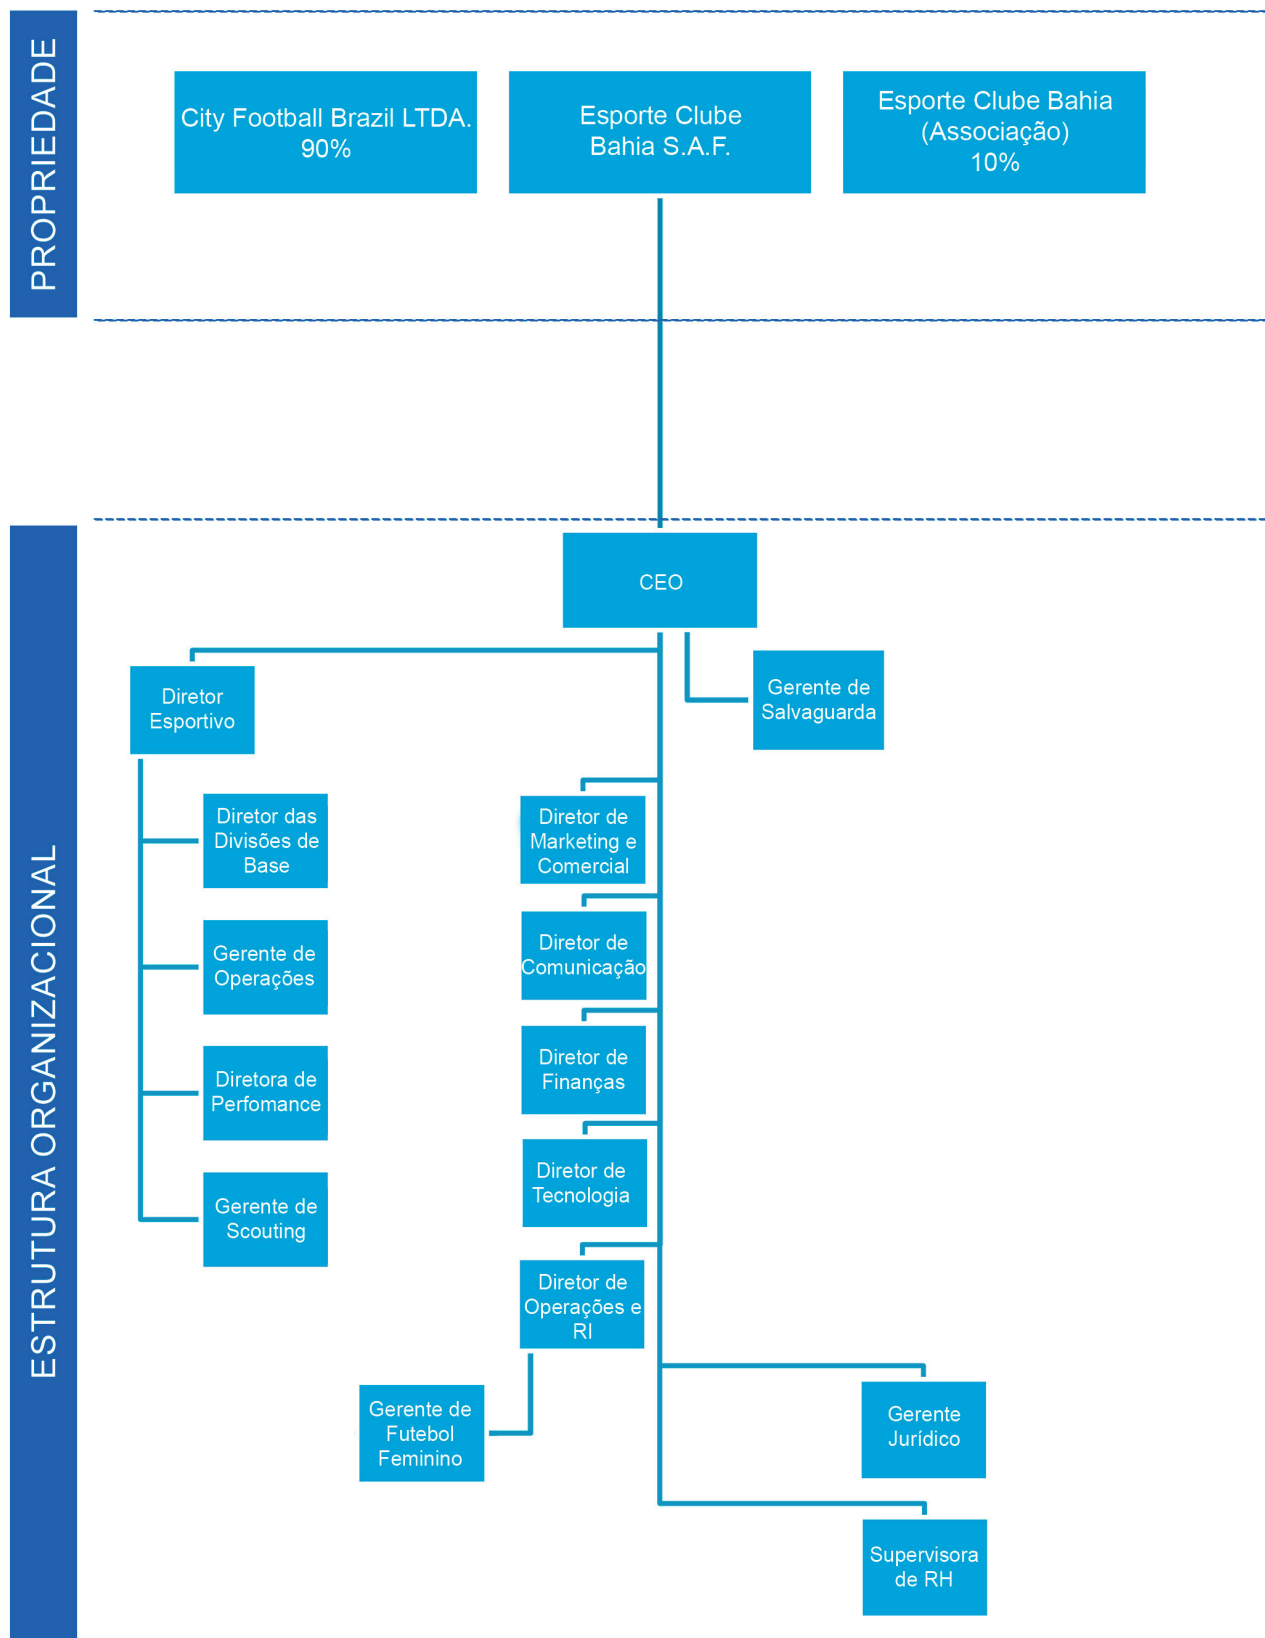 PROPRIEDADE
City Football Brazil LTDA.
90%
Esporte Clube
Bahia S.A.F.
Esporte Clube Bahia
(Associação)
10%
ESTRUTURA ORGANIZACIONAL
CEO
Diretor
Esportivo
Gerente de
Salvaguarda
Diretor das
Divisões de
Base
Gerente de
Operações
Diretora de
Perfomance
Gerente de
Scouting
Diretor de
Marketing e
Comercial
Diretor de
Comunicação
Diretor de
Finanças
Diretor de
Tecnologia
Diretor de
Operações e
RI
Gerente de
Futebol
Feminino
Gerente
Jurídico
Supervisora
de RH